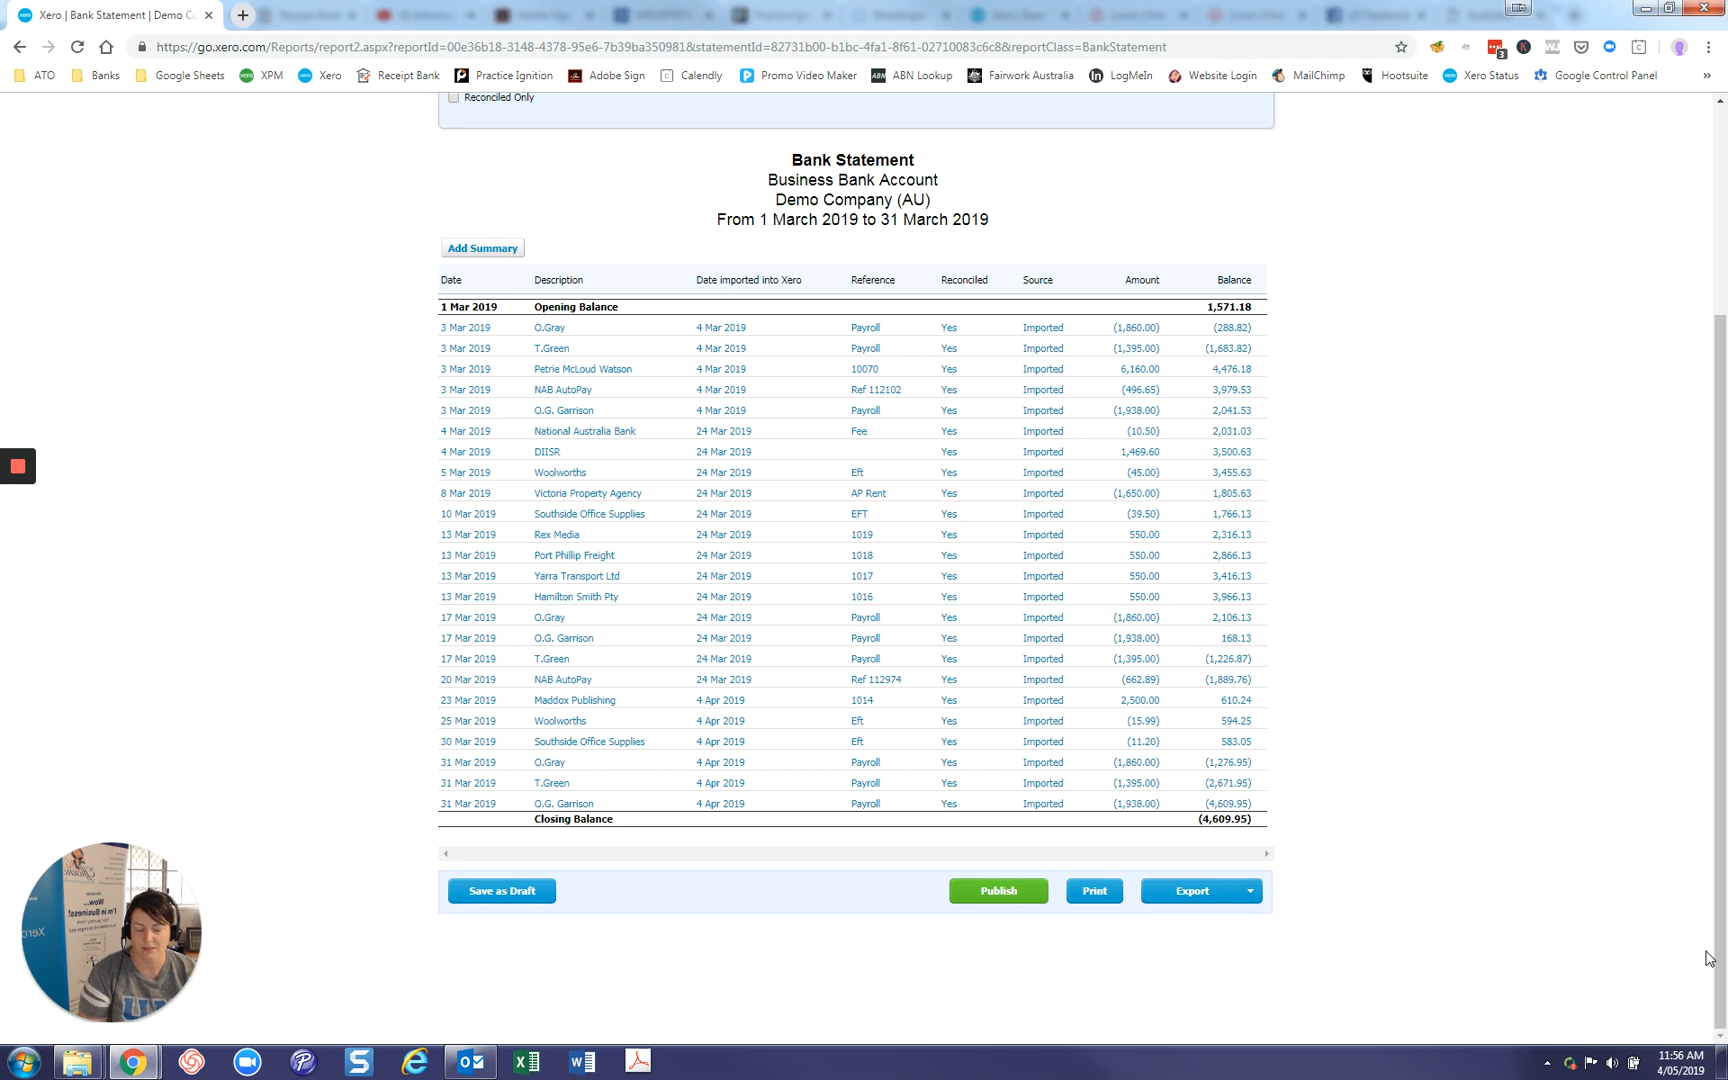 Xero | Bank Statement | Demo Co
https://go.xero.com/Reports/report2.aspx?reportId=00e36b18-3148-4378-95e6-7b39ba350981&statementId=82731b00-b1bc-4fa1-8f61-02710083c6c8&reportClass=BankStatement
3
ATO Banks Google Sheets XPM Xero Receipt Bank Practice Ignition Adobe Sign Calendly Promo Video Maker ABN Lookup Fairwork Australia LogMeIn Website Login MailChimp Hootsuite Xero Status Google Control Panel »
Reconciled Only
Bank Statement
Business Bank Account
Demo Company (AU)
From 1 March 2019 to 31 March 2019
Add Summary
Date Description Date imported into Xero Reference Reconciled Source Amount Balance
1 Mar 2019 Opening Balance 1,571.18
3 Mar 2019 O.Gray 4 Mar 2019 Payroll Yes Imported (1,860.00) (288.82)
3 Mar 2019 T.Green 4 Mar 2019 Payroll Yes Imported (1,395.00) (1,683.82)
3 Mar 2019 Petrie McLoud Watson 4 Mar 2019 10070 Yes Imported 6,160.00 4,476.18
3 Mar 2019 NAB AutoPay 4 Mar 2019 Ref 112102 Yes Imported (496.65) 3,979.53
3 Mar 2019 O.G. Garrison 4 Mar 2019 Payroll Yes Imported (1,938.00) 2,041.53
4 Mar 2019 National Australia Bank 24 Mar 2019 Fee Yes Imported (10.50) 2,031.03
4 Mar 2019 DIISR 24 Mar 2019 Yes Imported 1,469.60 3,500.63
5 Mar 2019 Woolworths 24 Mar 2019 Eft Yes Imported (45.00) 3,455.63
8 Mar 2019 Victoria Property Agency 24 Mar 2019 AP Rent Yes Imported (1,650.00) 1,805.63
10 Mar 2019 Southside Office Supplies 24 Mar 2019 EFT Yes Imported (39.50) 1,766.13
13 Mar 2019 Rex Media 24 Mar 2019 1019 Yes Imported 550.00 2,316.13
13 Mar 2019 Port Phillip Freight 24 Mar 2019 1018 Yes Imported 550.00 2,866.13
13 Mar 2019 Yarra Transport Ltd 24 Mar 2019 1017 Yes Imported 550.00 3,416.13
13 Mar 2019 Hamilton Smith Pty 24 Mar 2019 1016 Yes Imported 550.00 3,966.13
17 Mar 2019 O.Gray 24 Mar 2019 Payroll Yes Imported (1,860.00) 2,106.13
17 Mar 2019 O.G. Garrison 24 Mar 2019 Payroll Yes Imported (1,938.00) 168.13
17 Mar 2019 T.Green 24 Mar 2019 Payroll Yes Imported (1,395.00) (1,226.87)
20 Mar 2019 NAB AutoPay 24 Mar 2019 Ref 112974 Yes Imported (662.89) (1,889.76)
23 Mar 2019 Maddox Publishing 4 Apr 2019 1014 Yes Imported 2,500.00 610.24
25 Mar 2019 Woolworths 4 Apr 2019 Eft Yes Imported (15.99) 594.25
30 Mar 2019 Southside Office Supplies 4 Apr 2019 Eft Yes Imported (11.20) 583.05
31 Mar 2019 O.Gray 4 Apr 2019 Payroll Yes Imported (1,860.00) (1,276.95)
31 Mar 2019 T.Green 4 Apr 2019 Payroll Yes Imported (1,395.00) (2,671.95)
31 Mar 2019 O.G. Garrison 4 Apr 2019 Payroll Yes Imported (1,938.00) (4,609.95)
Closing Balance (4,609.95)
Save as Draft Publish Print Export
Wow...
I'm in Business!
Xero
11:56 AM
4/05/2019